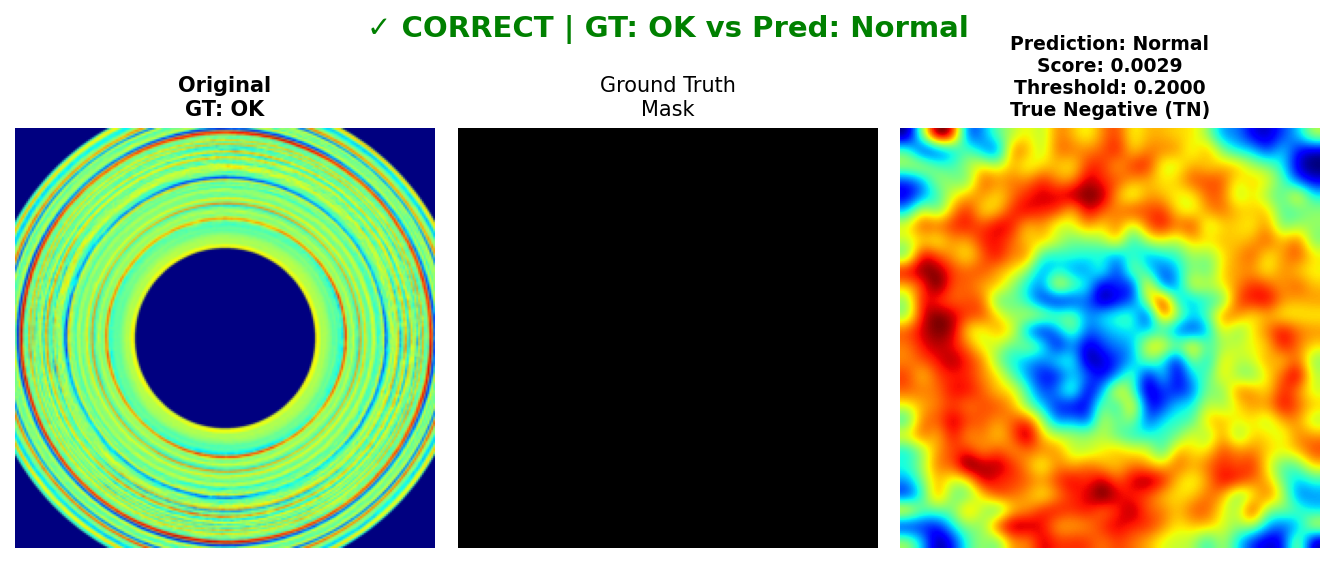 ✓ CORRECT | GT: OK vs Pred: Normal
Original
GT: OK
Ground Truth
Mask
Prediction: Normal
Score: 0.0029
Threshold: 0.2000
True Negative (TN)